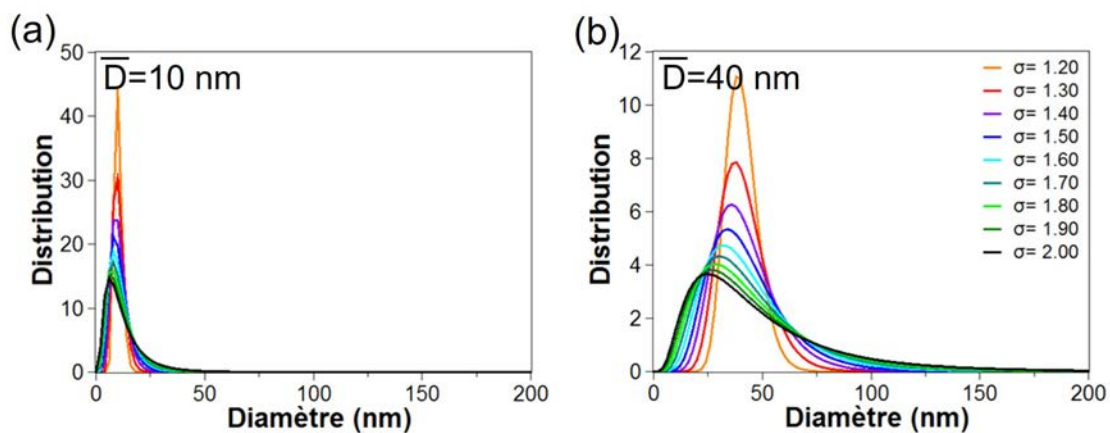 (a)
D̅=10 nm
50
40
30
20
10
0
Distribution
0 50 100 150 200
Diamètre (nm)
(b)
D̅=40 nm
12
10
8
6
4
2
0
Distribution
0 50 100 150 200
Diamètre (nm)
σ= 1.20
σ= 1.30
σ= 1.40
σ= 1.50
σ= 1.60
σ= 1.70
σ= 1.80
σ= 1.90
σ= 2.00